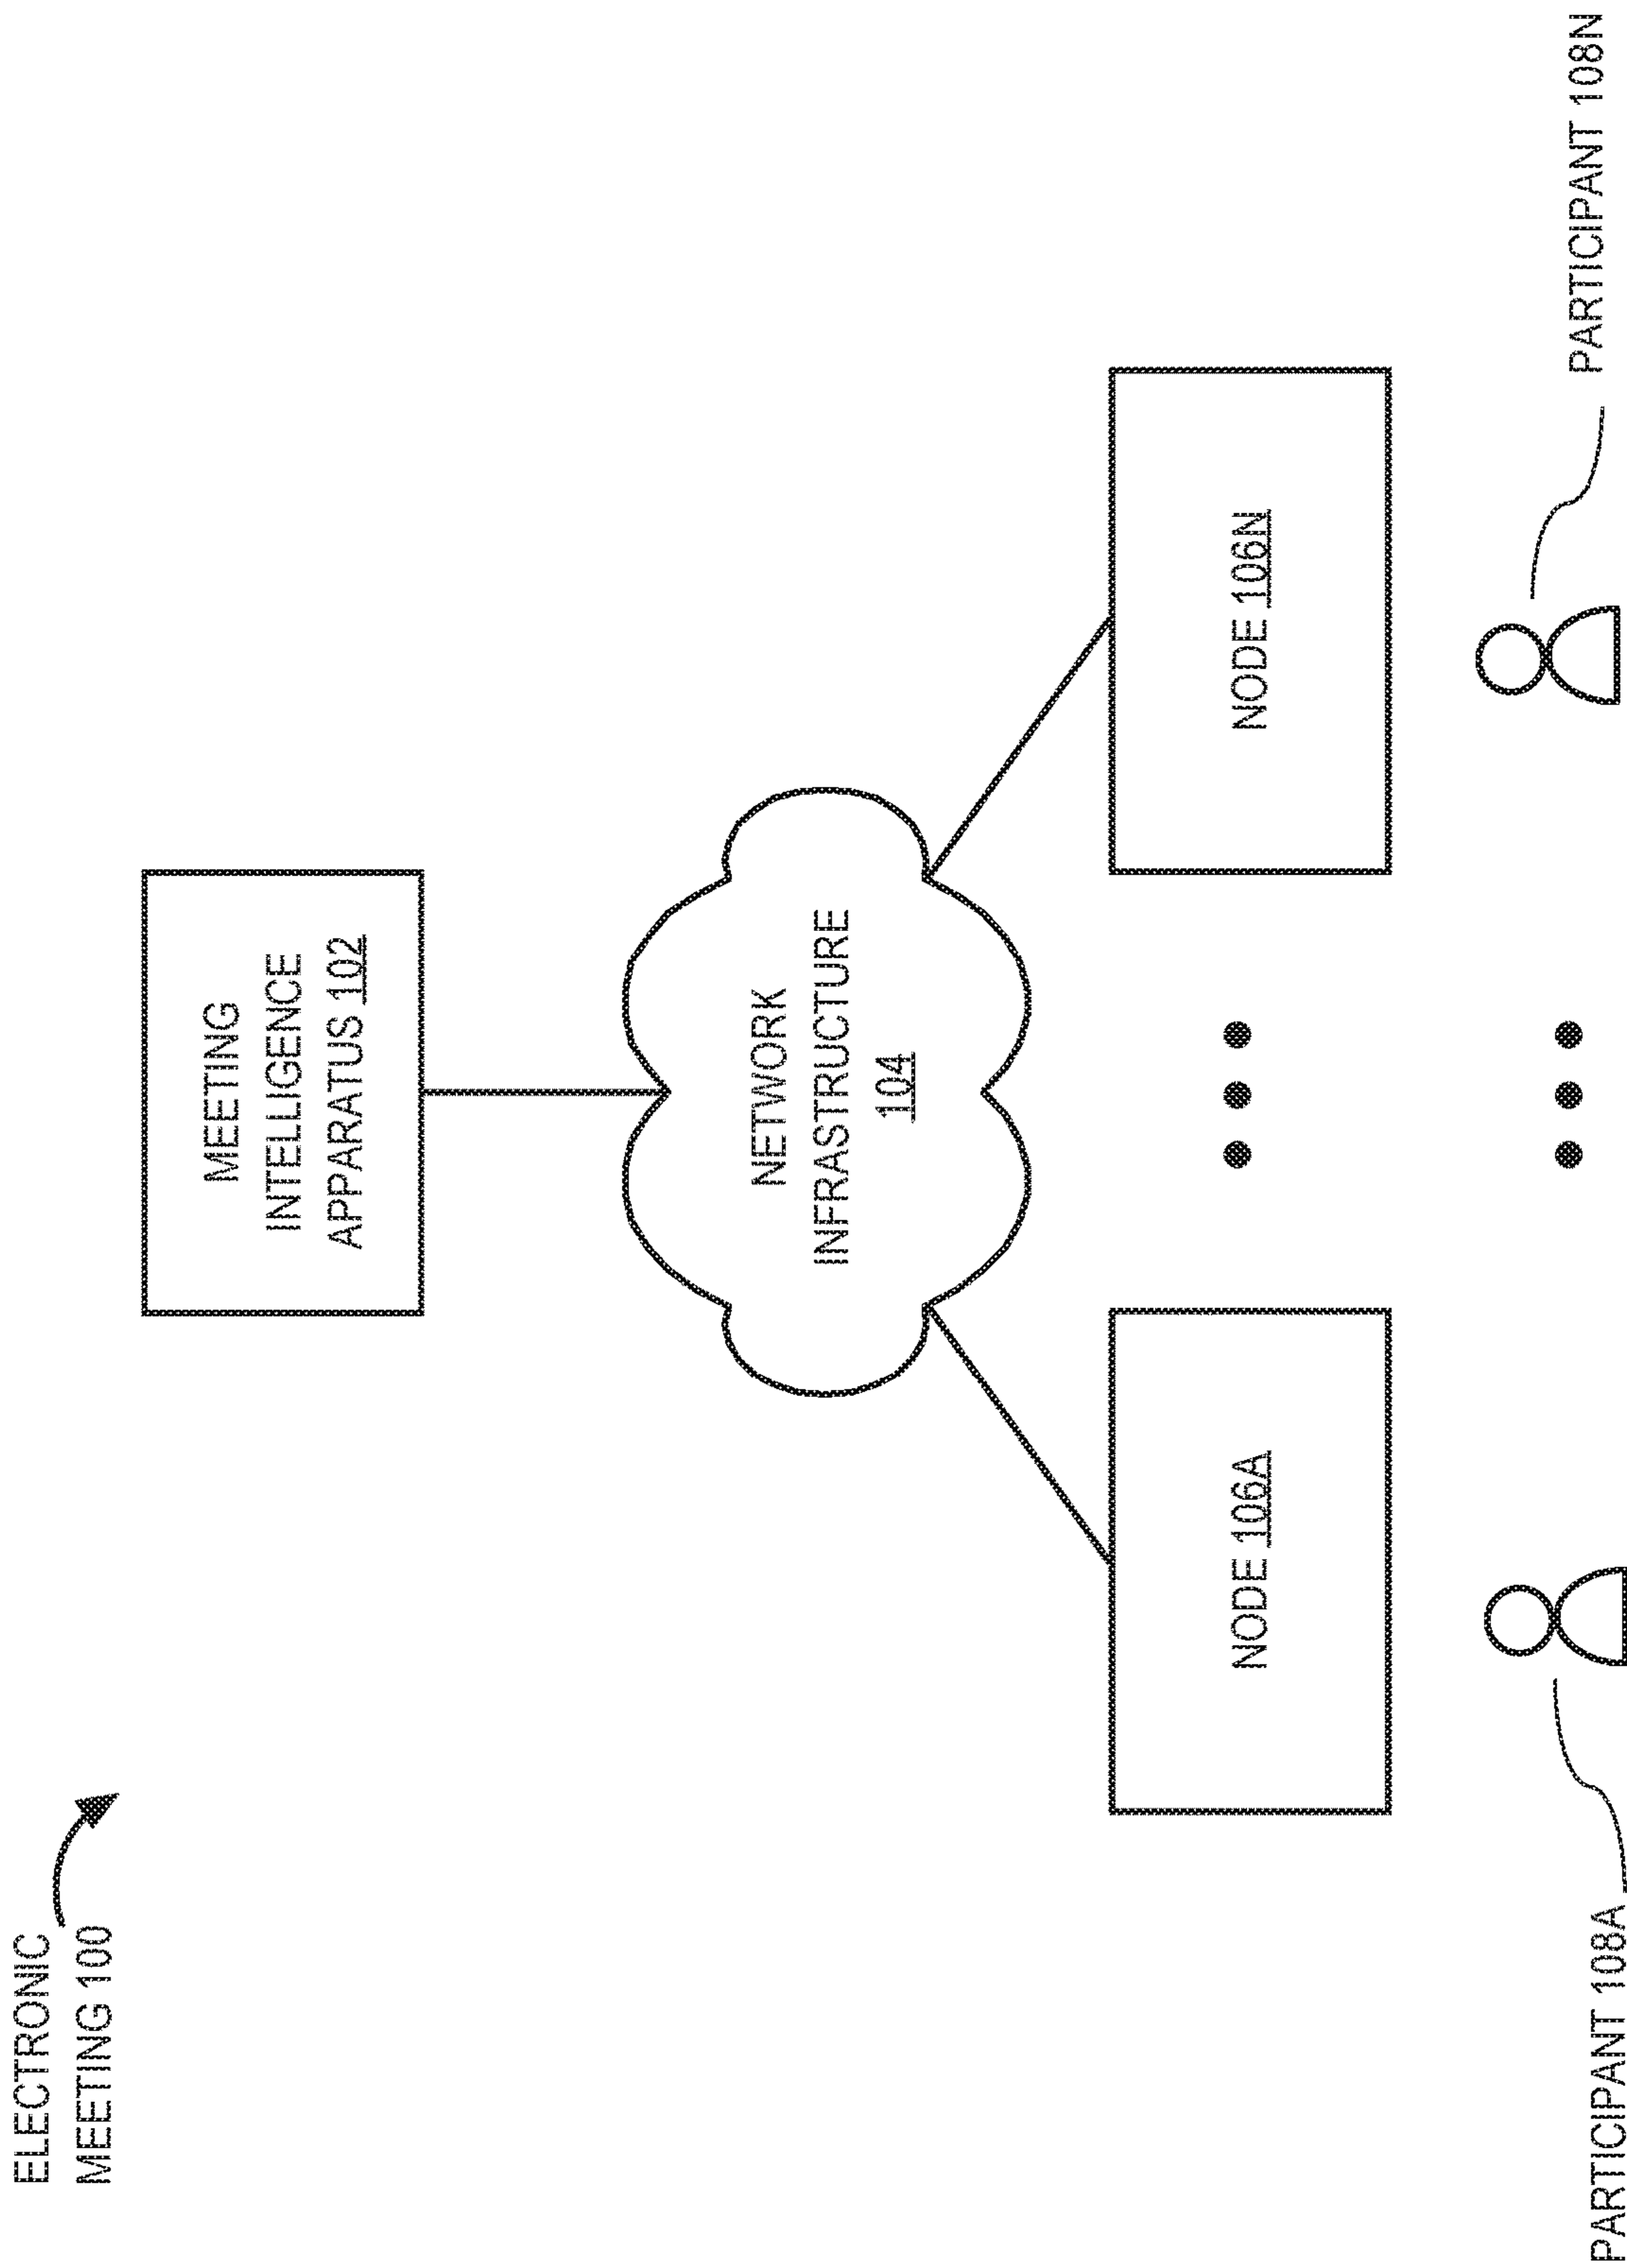 ELECTRONIC
MEETING 100
MEETING
INTELLIGENCE
APPARATUS 102
NETWORK
INFRASTRUCTURE
104
NODE 106A
NODE 106N
PARTICIPANT 108A
PARTICIPANT 108N